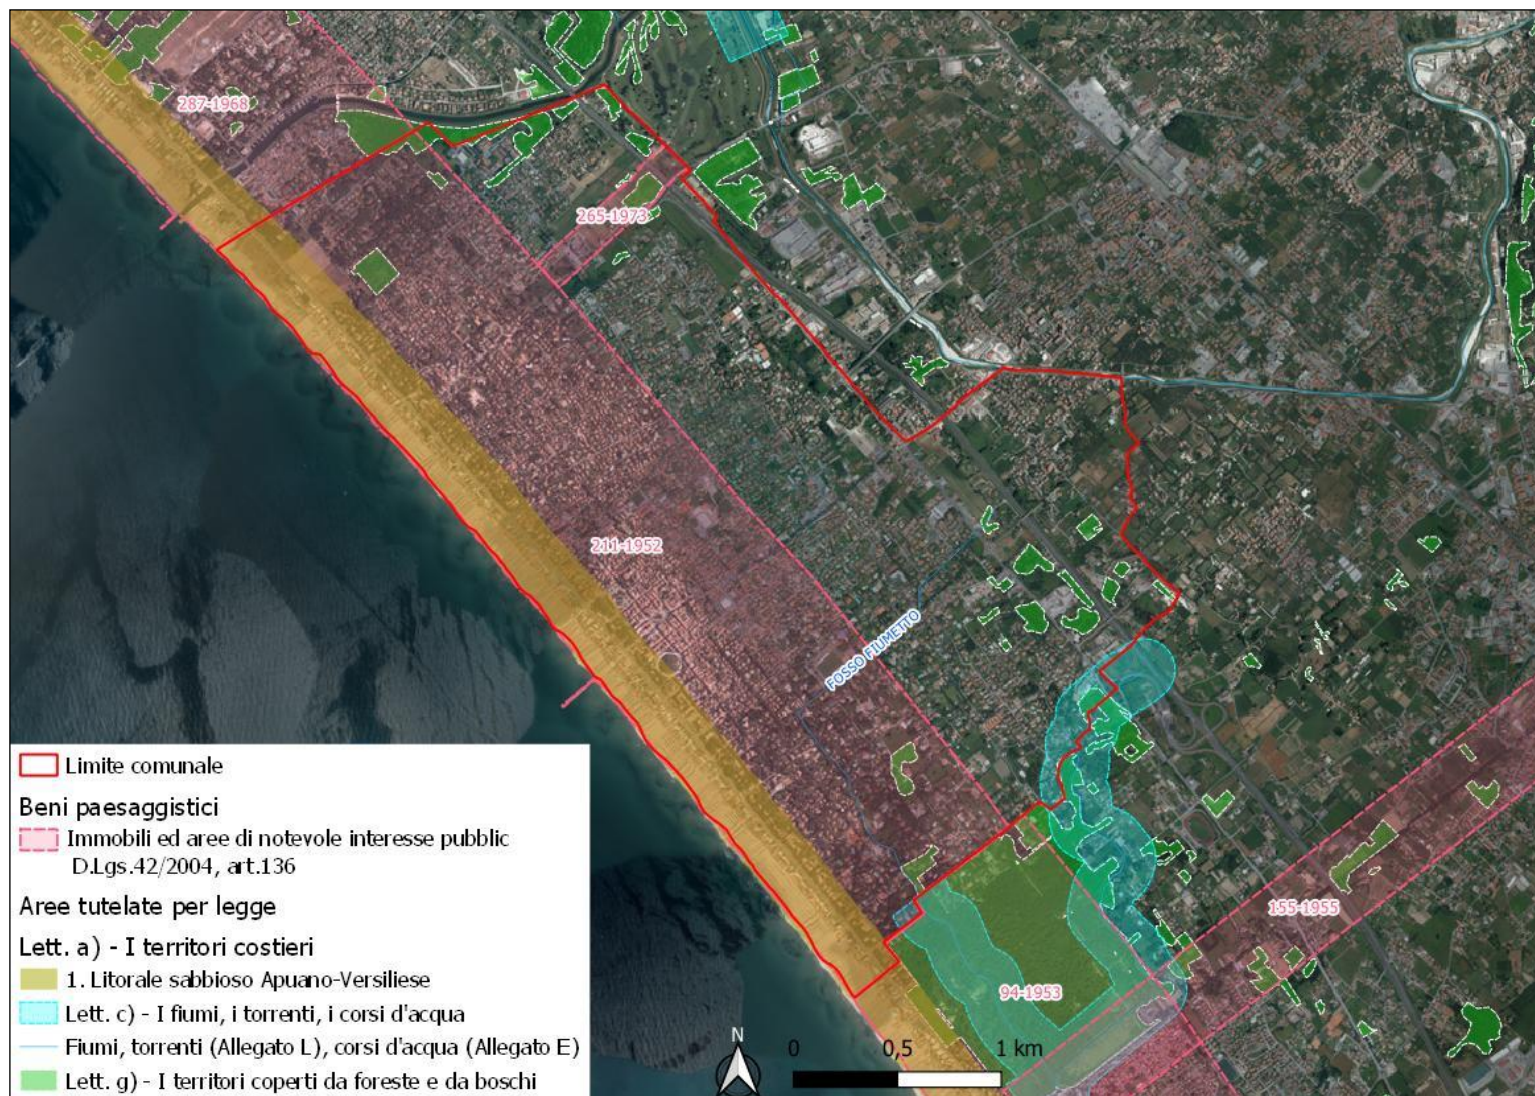 287-1968
265-1973
211-1952
FOSSO FIUMETTO
155-1955
94-1953
Limite comunale
Beni paesaggistici
Immobili ed aree di notevole interesse pubblic
D.Lgs.42/2004, art.136
Aree tutelate per legge
Lett. a) - I territori costieri
1. Litorale sabbioso Apuano-Versiliese
Lett. c) - I fiumi, i torrenti, i corsi d'acqua
Fiumi, torrenti (Allegato L), corsi d'acqua (Allegato E)
Lett. g) - I territori coperti da foreste e da boschi
N
0 0,5 1 km